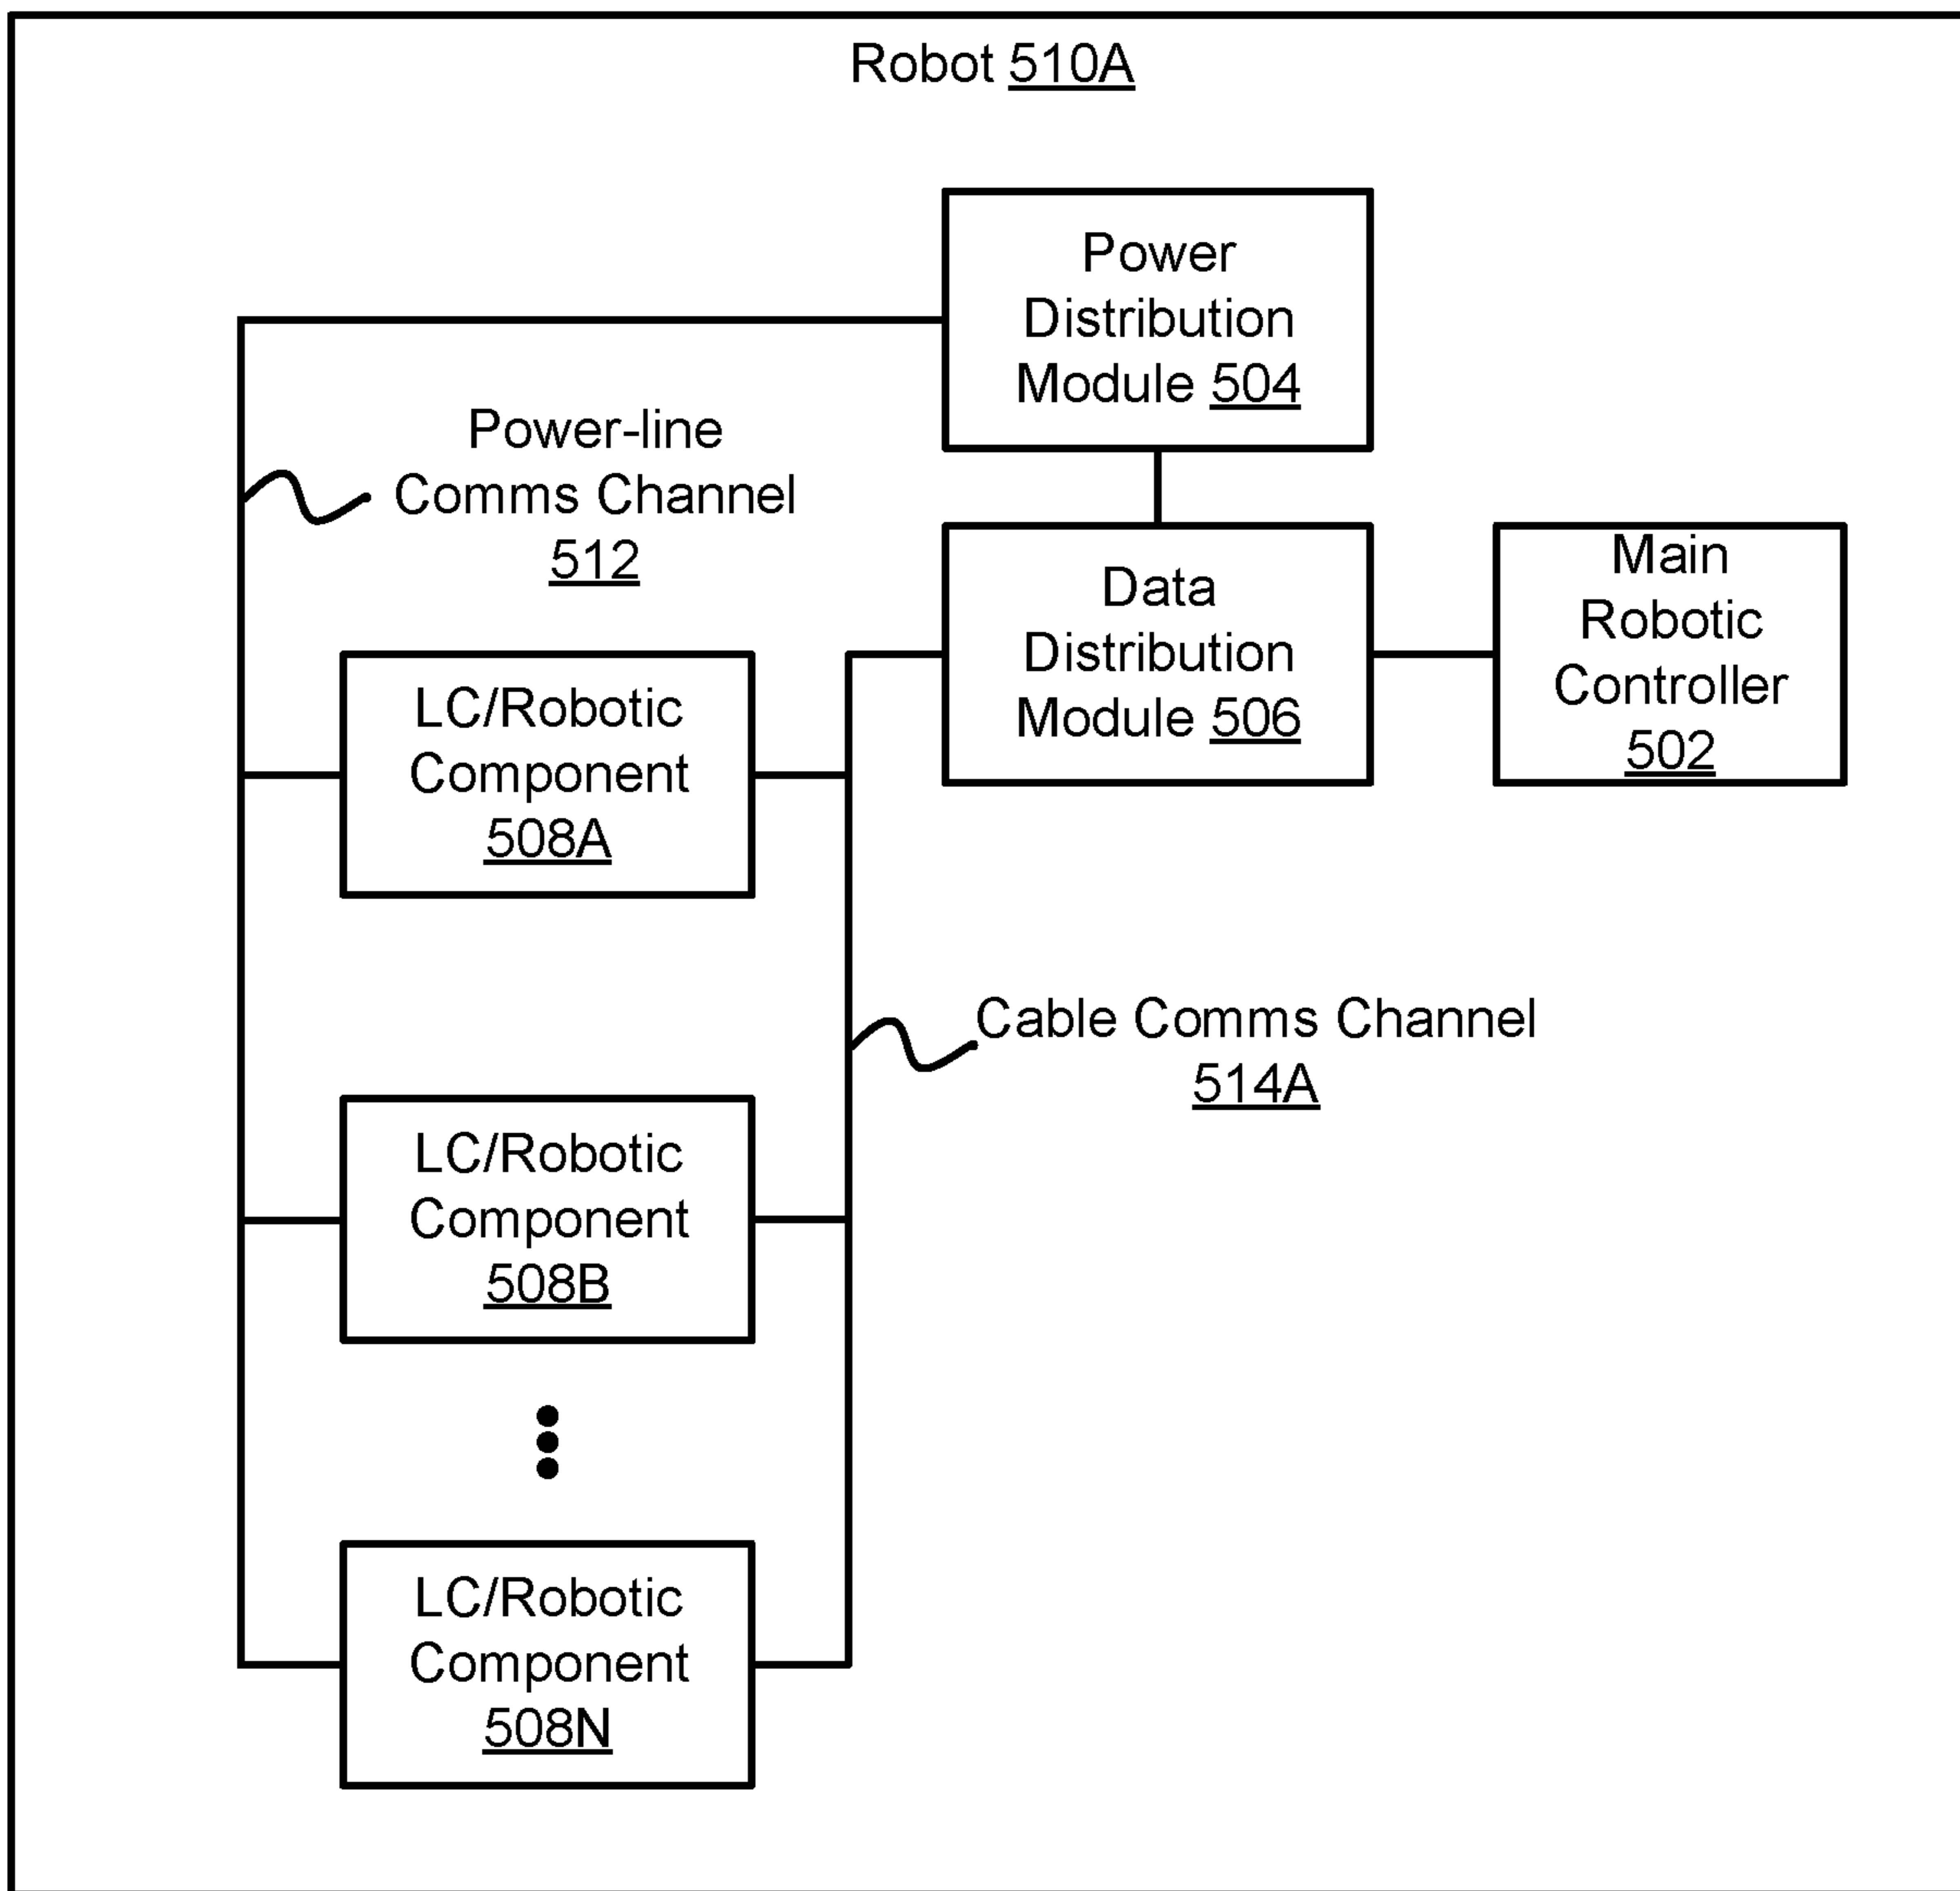 Robot 510A
Power
Distribution
Module 504
Power-line
Comms Channel
512
Data
Distribution
Module 506
Main
Robotic
Controller
502
LC/Robotic
Component
508A
Cable Comms Channel
514A
LC/Robotic
Component
508B
LC/Robotic
Component
508N